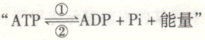 “ATP ①⇌② ADP + Pi + 能量”